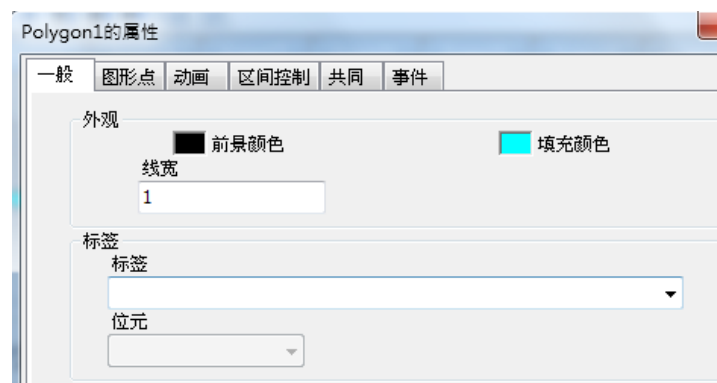 Polygon1的属性
一般 图形点 动画 区间控制 共同 事件
外观
前景颜色 填充颜色
线宽
1
标签
标签
位元